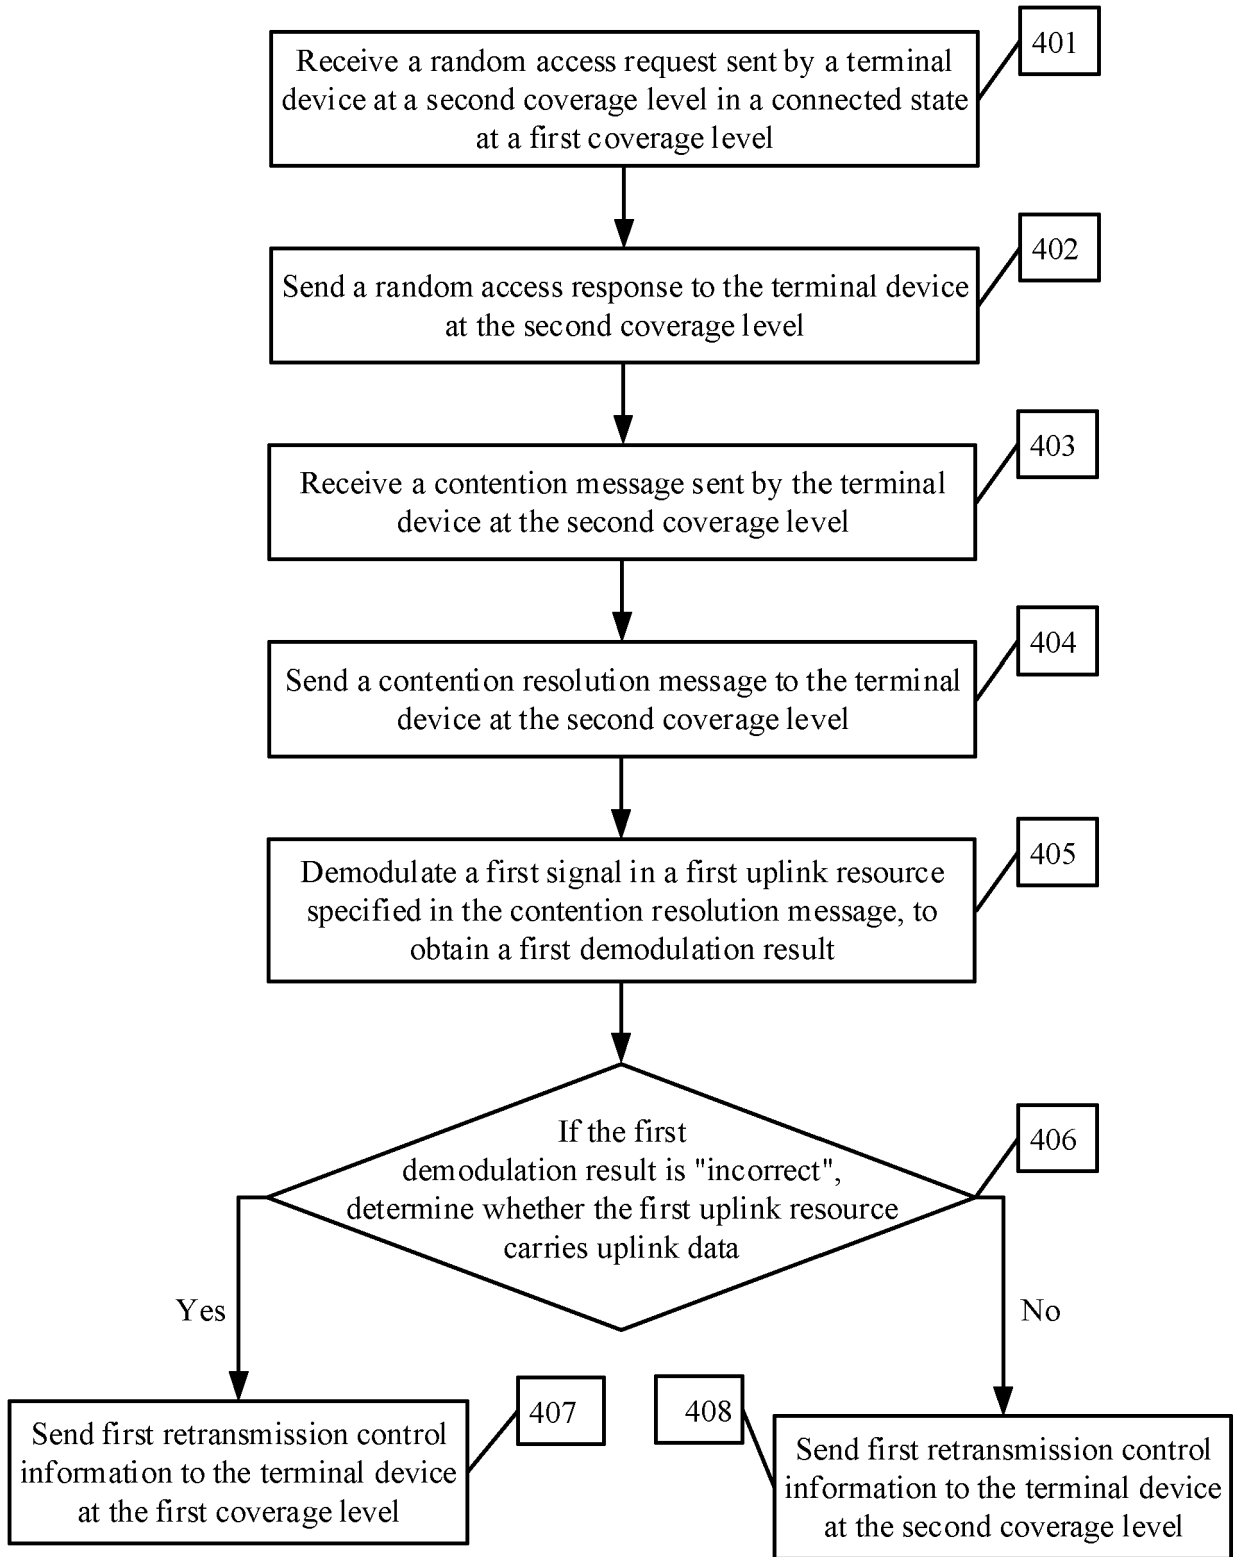 Receive a random access request sent by a terminal
device at a second coverage level in a connected state
at a first coverage level
401
Send a random access response to the terminal device
at the second coverage level
402
Receive a contention message sent by the terminal
device at the second coverage level
403
Send a contention resolution message to the terminal
device at the second coverage level
404
Demodulate a first signal in a first uplink resource
specified in the contention resolution message, to
obtain a first demodulation result
405
If the first
demodulation result is "incorrect",
determine whether the first uplink resource
carries uplink data
406
Yes
No
Send first retransmission control
information to the terminal device
at the first coverage level
407
408
Send first retransmission control
information to the terminal device
at the second coverage level